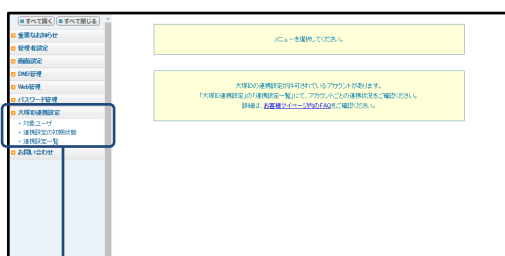 すべて開く すべて閉じる
重要なお知らせ
管理者設定
画面設定
DNS管理
Web管理
パスワード管理
大塚ID連携設定
対象ユーザ
連携設定の初期状態
連携設定一覧
お問い合わせ
メニューを選択してください。
大塚IDの連携設定が許可されているアカウントがあります。
「大塚ID連携設定」の「連携設定一覧」にて、アカウントごとの連携状況をご確認ください。
詳細は、お客様マイページ内のFAQをご確認ください。